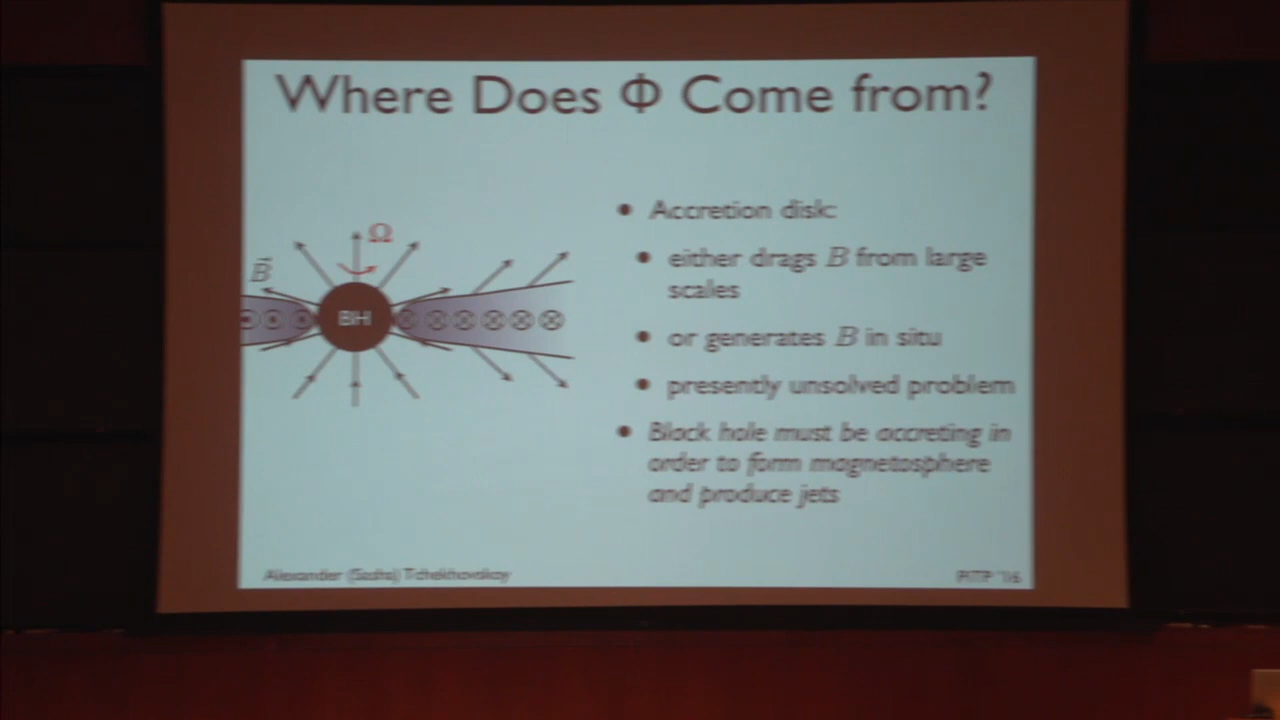 Where Does Φ Come from?
Ω
B
BH
• Accretion disk:
• either drags B from large
scales
• or generates B in situ
• presently unsolved problem
• Black hole must be accreting in
order to form magnetosphere
and produce jets
Alexander (Sasha) Tchekhovskoy
PiTP '16